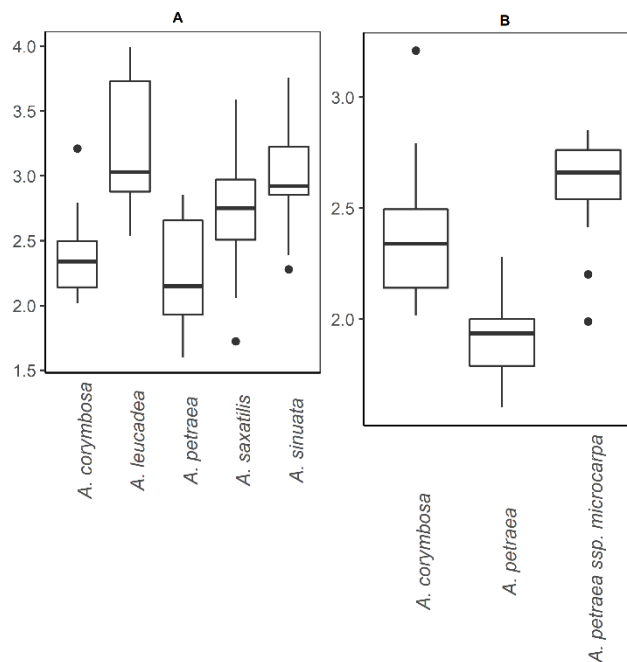 A
4.0
3.5
3.0
2.5
2.0
1.5
A. corymbosa
A. leucadea
A. petraea
A. saxatilis
A. sinuata
B
3.0
2.5
2.0
A. corymbosa
A. petraea
A. petraea ssp. microcarpa